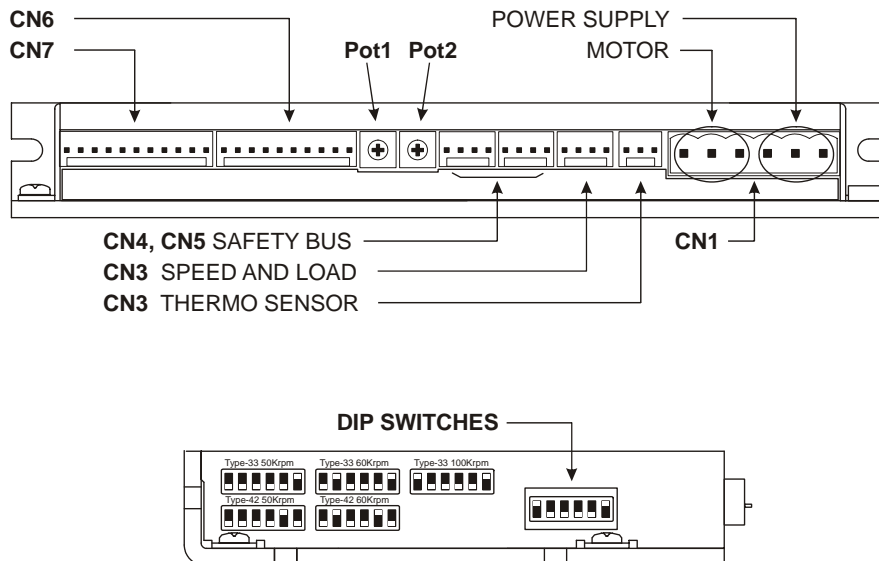 CN6
CN7
Pot1 Pot2
POWER SUPPLY
MOTOR
CN4, CN5 SAFETY BUS
CN3 SPEED AND LOAD
CN3 THERMO SENSOR
CN1
DIP SWITCHES
Type-33 50Krpm Type-33 60Krpm Type-33 100Krpm
Type-42 50Krpm Type-42 60Krpm